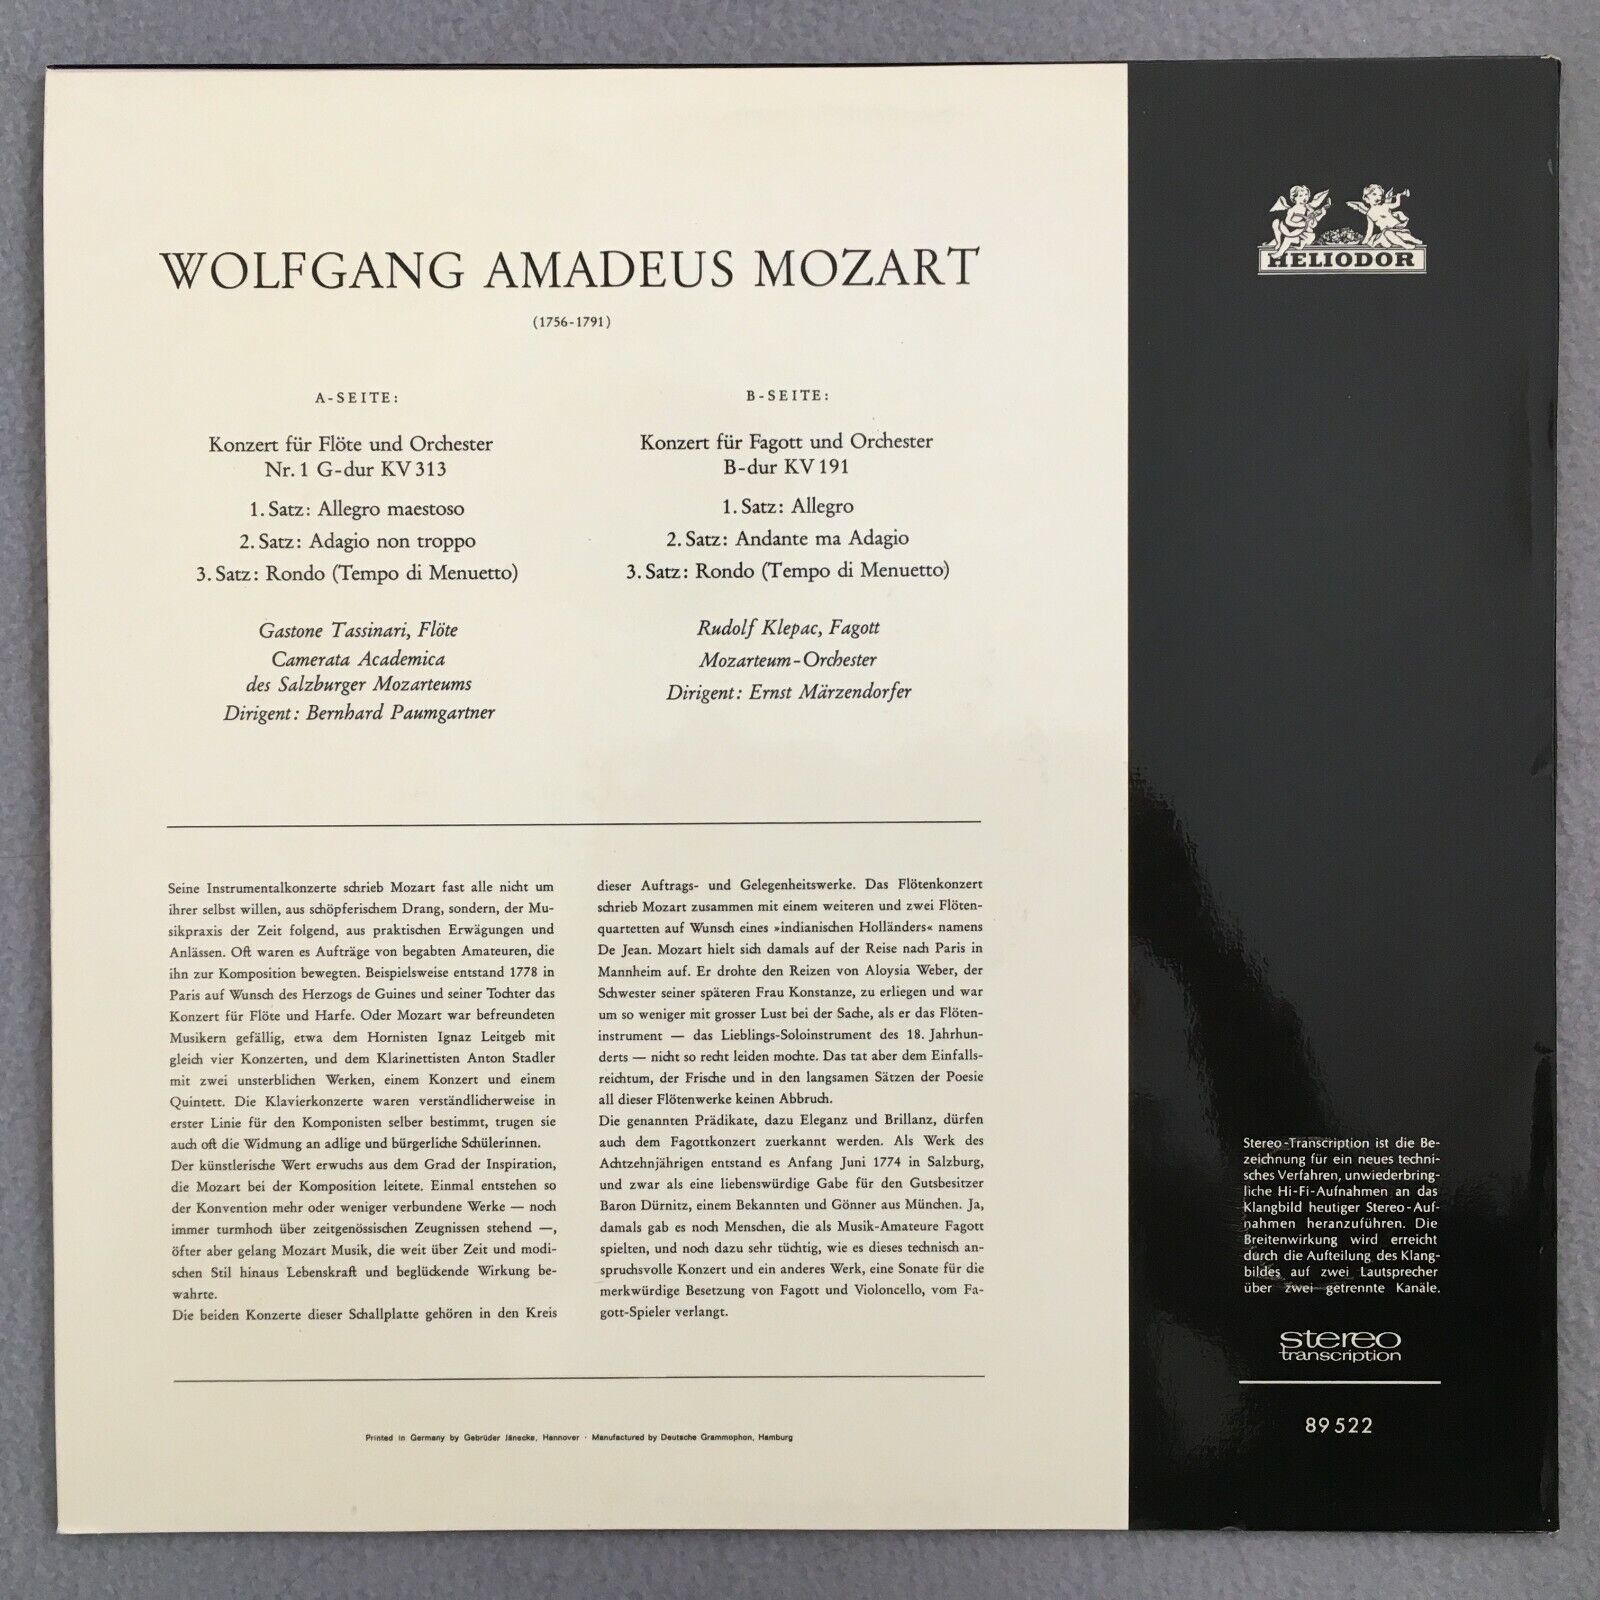 WOLFGANG AMADEUS MOZART
(1756-1791)
A-SEITE:
Konzert für Flöte und Orchester
Nr. 1 G-dur KV 313
1. Satz: Allegro maestoso
2. Satz: Adagio non troppo
3. Satz: Rondo (Tempo di Menuetto)
Gastone Tassinari, Flöte
Camerata Academica
des Salzburger Mozarteums
Dirigent: Bernhard Paumgartner
B-SEITE:
Konzert für Fagott und Orchester
B-dur KV 191
1. Satz: Allegro
2. Satz: Andante ma Adagio
3. Satz: Rondo (Tempo di Menuetto)
Rudolf Klepac, Fagott
Mozarteum-Orchester
Dirigent: Ernst Märzendorfer
Seine Instrumentalkonzerte schrieb Mozart fast alle nicht um
ihrer selbst willen, aus schöpferischem Drang, sondern, der Mu-
sikpraxis der Zeit folgend, aus praktischen Erwägungen und
Anlässen. Oft waren es Aufträge von begabten Amateuren, die
ihn zur Komposition bewegten. Beispielsweise entstand 1778 in
Paris auf Wunsch des Herzogs de Guines und seiner Tochter das
Konzert für Flöte und Harfe. Oder Mozart war befreundeten
Musikern gefällig, etwa dem Hornisten Ignaz Leitgeb mit
gleich vier Konzerten, und dem Klarinettisten Anton Stadler
mit zwei unsterblichen Werken, einem Konzert und einem
Quintett. Die Klavierkonzerte waren verständlicherweise in
erster Linie für den Komponisten selber bestimmt, trugen sie
auch oft die Widmung an adlige und bürgerliche Schülerinnen.
Der künstlerische Wert erwuchs aus dem Grad der Inspiration,
die Mozart bei der Komposition leitete. Einmal entstehen so
der Konvention mehr oder weniger verbundene Werke — noch
immer turmhoch über zeitgenössischen Zeugnissen stehend —,
öfter aber gelang Mozart Musik, die weit über Zeit und modi-
schen Stil hinaus Lebenskraft und beglückende Wirkung be-
wahrte.
Die beiden Konzerte dieser Schallplatte gehören in den Kreis
dieser Auftrags- und Gelegenheitswerke. Das Flötenkonzert
schrieb Mozart zusammen mit einem weiteren und zwei Flöten-
quartetten auf Wunsch eines »indianischen Holländers« namens
De Jean. Mozart hielt sich damals auf der Reise nach Paris in
Mannheim auf. Er drohte den Reizen von Aloysia Weber, der
Schwester seiner späteren Frau Konstanze, zu erliegen und war
um so weniger mit grosser Lust bei der Sache, als er das Flöten-
instrument — das Lieblings-Soloinstrument des 18. Jahrhun-
derts — nicht so recht leiden mochte. Das tat aber dem Einfalls-
reichtum, der Frische und in den langsamen Sätzen der Poesie
all dieser Flötenwerke keinen Abbruch.
Die genannten Prädikate, dazu Eleganz und Brillanz, dürfen
auch dem Fagottkonzert zuerkannt werden. Als Werk des
Achtzehnjährigen entstand es Anfang Juni 1774 in Salzburg,
und zwar als eine liebenswürdige Gabe für den Gutsbesitzer
Baron Dürnitz, einem Bekannten und Gönner aus München. Ja,
damals gab es noch Menschen, die als Musik-Amateure Fagott
spielten, und noch dazu sehr tüchtig, wie es dieses technisch an-
spruchsvolle Konzert und ein anderes Werk, eine Sonate für die
merkwürdige Besetzung von Fagott und Violoncello, vom Fa-
gott-Spieler verlangt.
Printed in Germany by Gebrüder Jänecke, Hannover · Manufactured by Deutsche Grammophon, Hamburg
HELIODOR
Stereo-Transcription ist die Be-
zeichnung für ein neues techni-
sches Verfahren, unwiederbring-
liche Hi-Fi-Aufnahmen an das
Klangbild heutiger Stereo-Auf-
nahmen heranzuführen. Die
Breitenwirkung wird erreicht
durch die Aufteilung des Klang-
bildes auf zwei Lautsprecher
über zwei getrennte Kanäle.
stereo
transcription
89 522